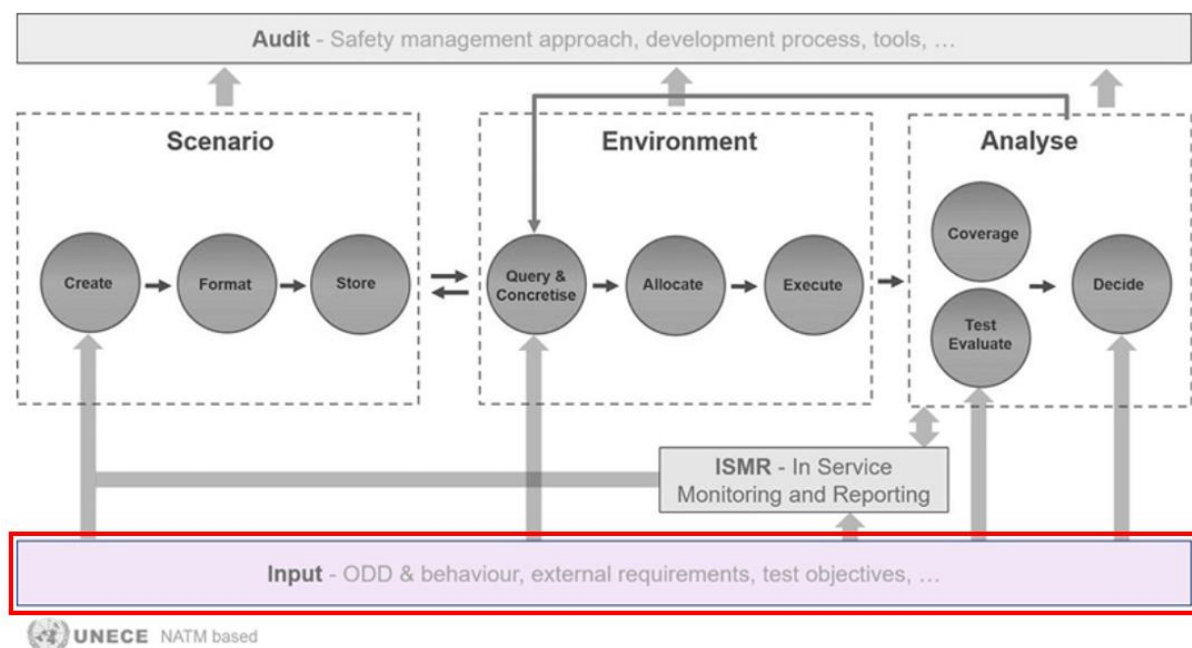 Audit - Safety management approach, development process, tools, ...
Scenario
Environment
Analyse
Create
Format
Store
Query &
Concretise
Allocate
Execute
Coverage
Test
Evaluate
Decide
ISMR - In Service
Monitoring and Reporting
Input - ODD & behaviour, external requirements, test objectives, ...
UNECE NATM based